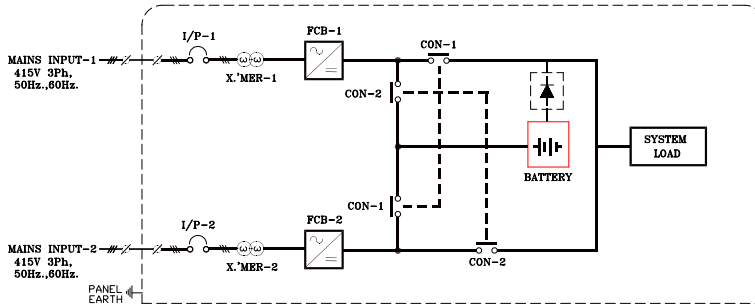 I/P-1
FCB-1
CON-1
MAINS INPUT-1
415V 3Ph,
50Hz.,60Hz.
X.'MER-1
CON-2
SYSTEM
LOAD
BATTERY
CON-1
I/P-2
FCB-2
MAINS INPUT-2
415V 3Ph,
50Hz.,60Hz.
X.'MER-2
CON-2
PANEL
EARTH